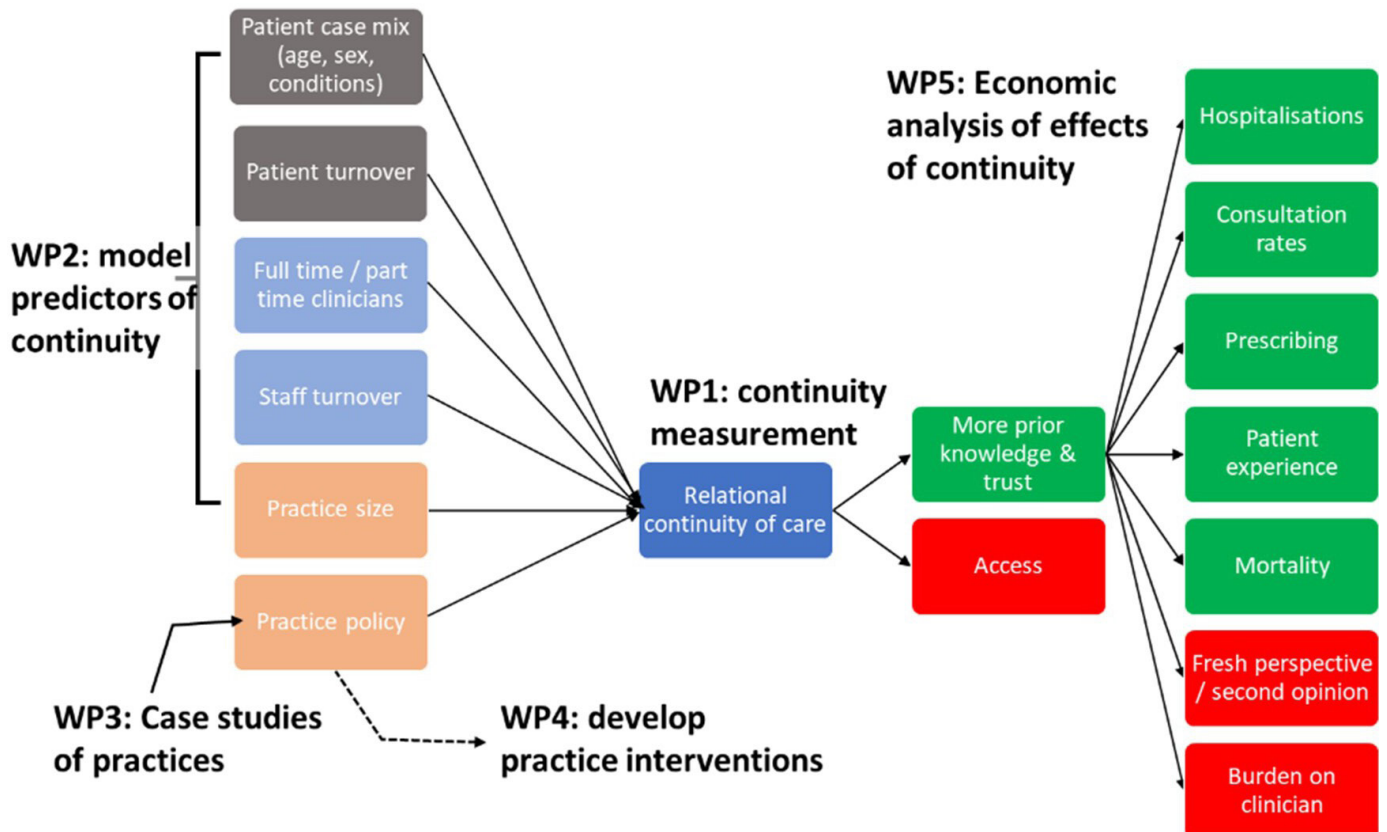 Patient case mix
(age, sex,
conditions)
Patient turnover
Full time / part
time clinicians
Staff turnover
Practice size
Practice policy
WP2: model
predictors of
continuity
WP3: Case studies
of practices
WP4: develop
practice interventions
WP1: continuity
measurement
Relational
continuity of care
More prior
knowledge &
trust
Access
WP5: Economic
analysis of effects
of continuity
Hospitalisations
Consultation
rates
Prescribing
Patient
experience
Mortality
Fresh perspective
/ second opinion
Burden on
clinician